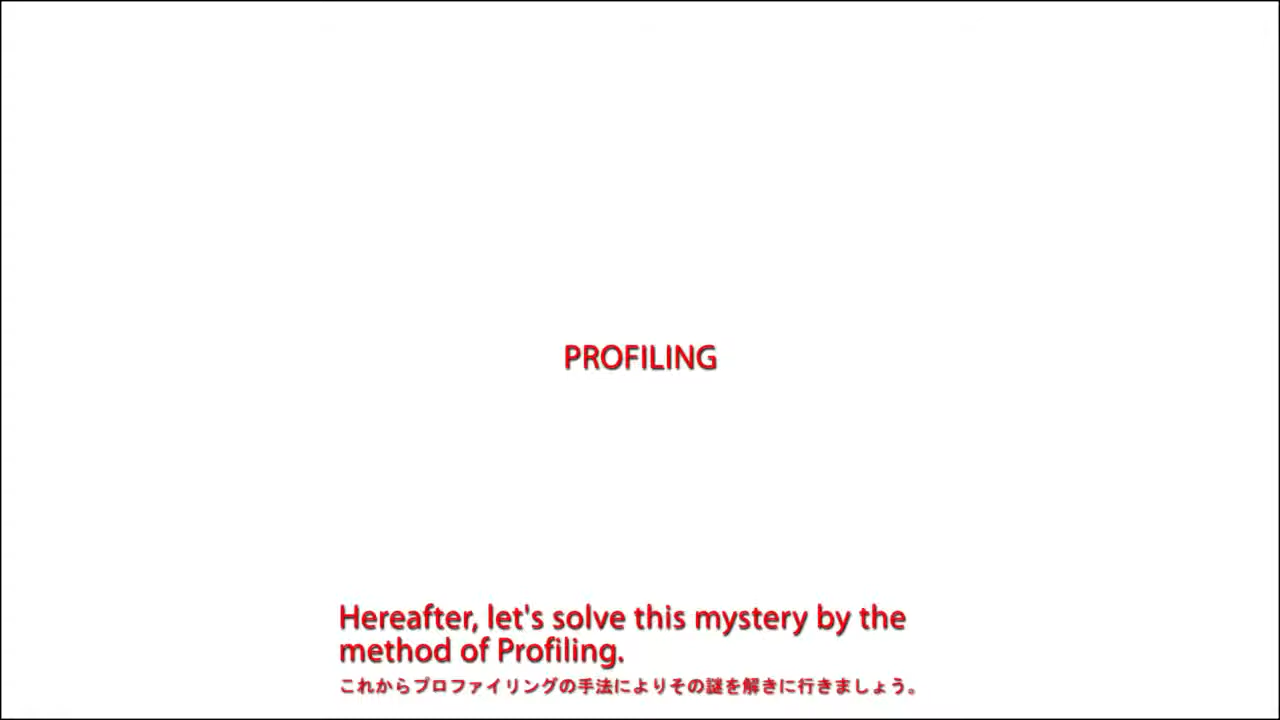 PROFILING
Hereafter, let's solve this mystery by the
method of Profiling.
これからプロファイリングの手法によりその謎を解きに行きましょう。